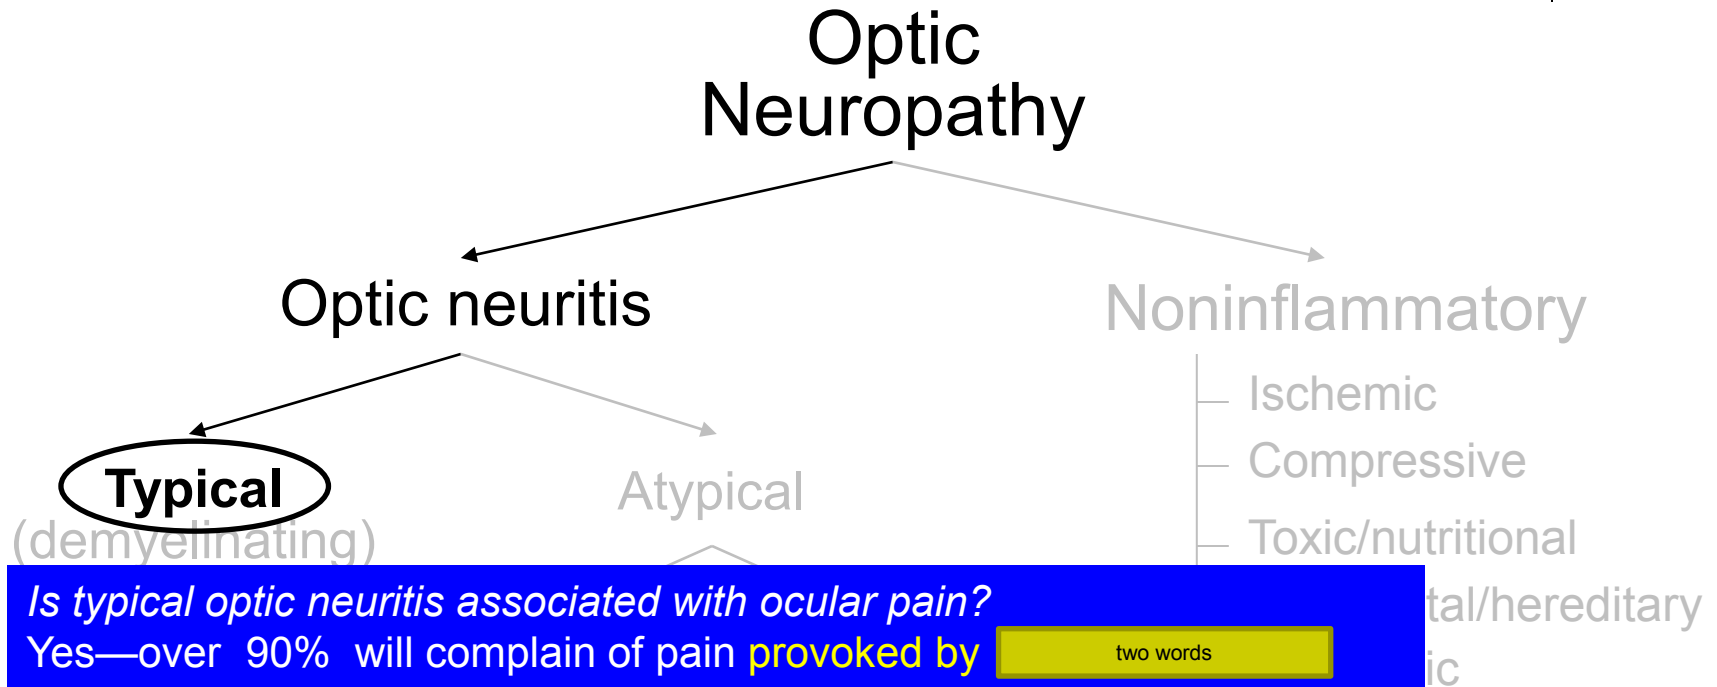 Optic
Neuropathy
Optic neuritis
Noninflammatory
Typical
(demyelinating)
Atypical
Ischemic
Compressive
Toxic/nutritional
tal/hereditary
ic
Is typical optic neuritis associated with ocular pain?
Yes—over 90% will complain of pain provoked by two words